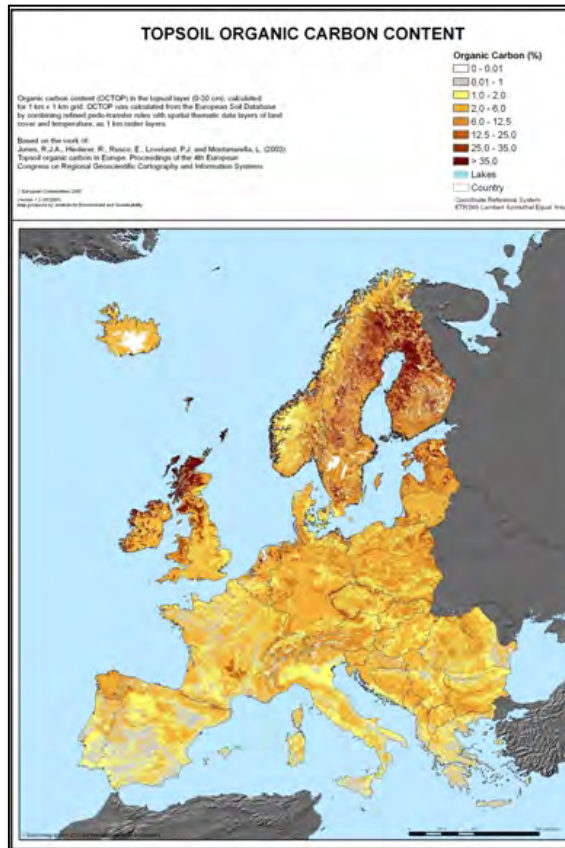 TOPSOIL ORGANIC CARBON CONTENT
Organic Carbon (%)
0 - 0,01
0,01 - 1
1,0 - 2,0
2,0 - 6,0
6,0 - 12,5
12,5 - 25,0
25,0 - 35,0
> 35,0
Lakes
Country
Coordinate Reference System
Organic carbon content (OCTOP) in the topsoil layer (0-30 cm), calculated
for 1 km x 1 km grid. OCTOP was calculated from the European Soil Database
by combining refined pedo-transfer rules with spatial thematic data layers of land
cover and temperature, as 1 km raster layers
Based on the work of:
Jones, R.J.A., Hiederer, R., Rusco, E., Loveland, P.J. and Montanarella, L. (2003)
Topsoil organic carbon in Europe. Proceedings of the 4th European
Congress on Regional Geoscientific Cartography and Information Systems